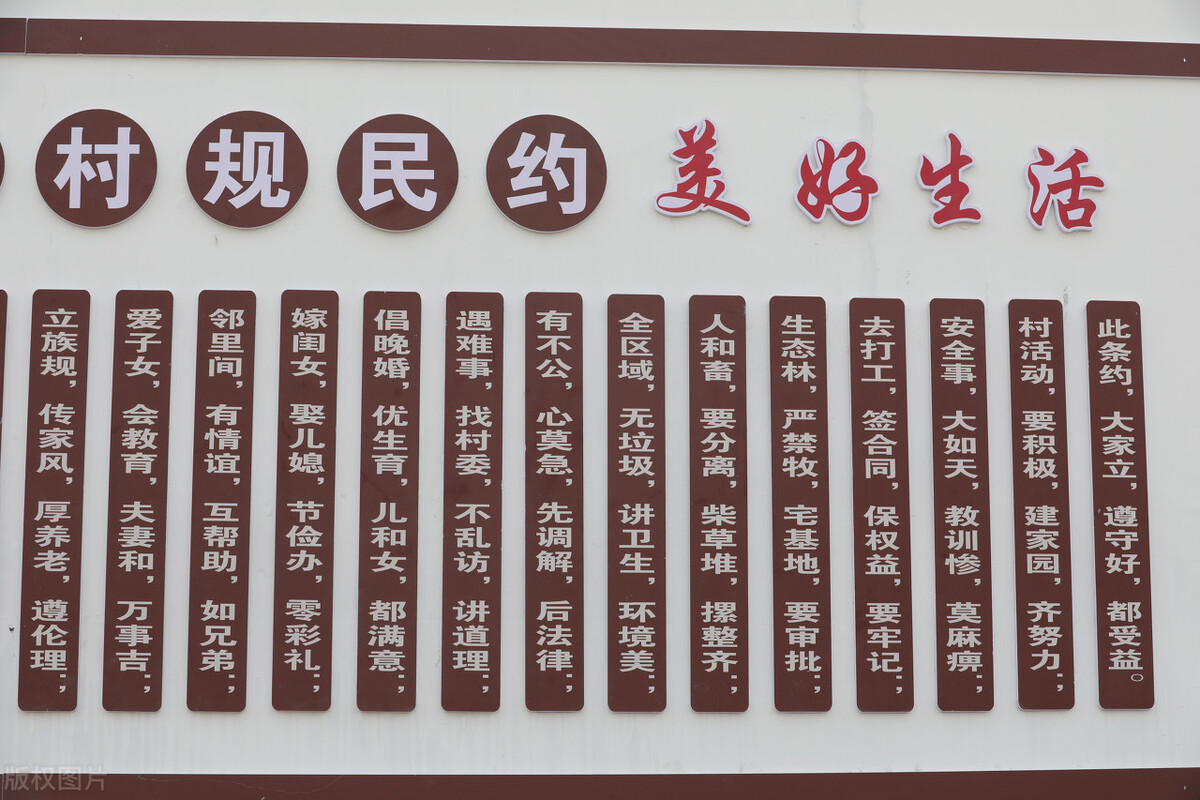 村规民约 美好生活
立族规，传家风，厚养老，遵伦理；
爱子女，会教育，夫妻和，万事吉；
邻里间，有情谊，互帮助，如兄弟；
嫁闺女，娶儿媳，节俭办，零彩礼；
倡晚婚，优生育，儿和女，都满意；
遇难事，找村委，不乱访，讲道理；
有不公，心莫急，先调解，后法律；
全区域，无垃圾，讲卫生，环境美；
人和畜，要分离，柴草堆，摞整齐；
生态林，严禁牧，宅基地，要审批；
去打工，签合同，保权益，要牢记；
安全事，大如天，教训惨，莫麻痹；
村活动，要积极，建家园，齐努力；
此条约，大家立，遵守好，都受益。
版权图片